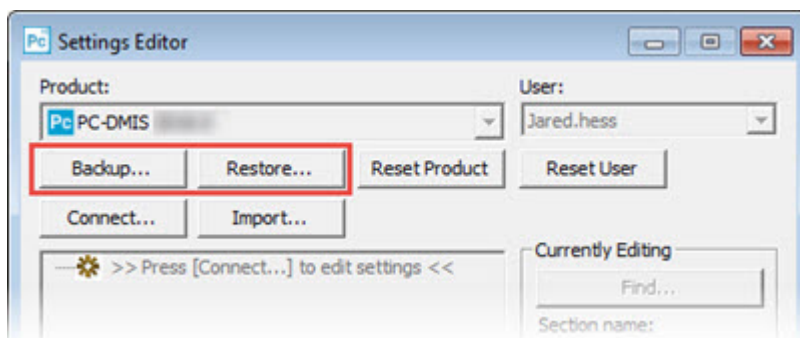 Pc Settings Editor
Product:
User:
Pc PC-DMIS
Jared.hess
Backup...
Restore...
Reset Product
Reset User
Connect...
Import...
>> Press [Connect...] to edit settings <<
Currently Editing
Find...
Section name: